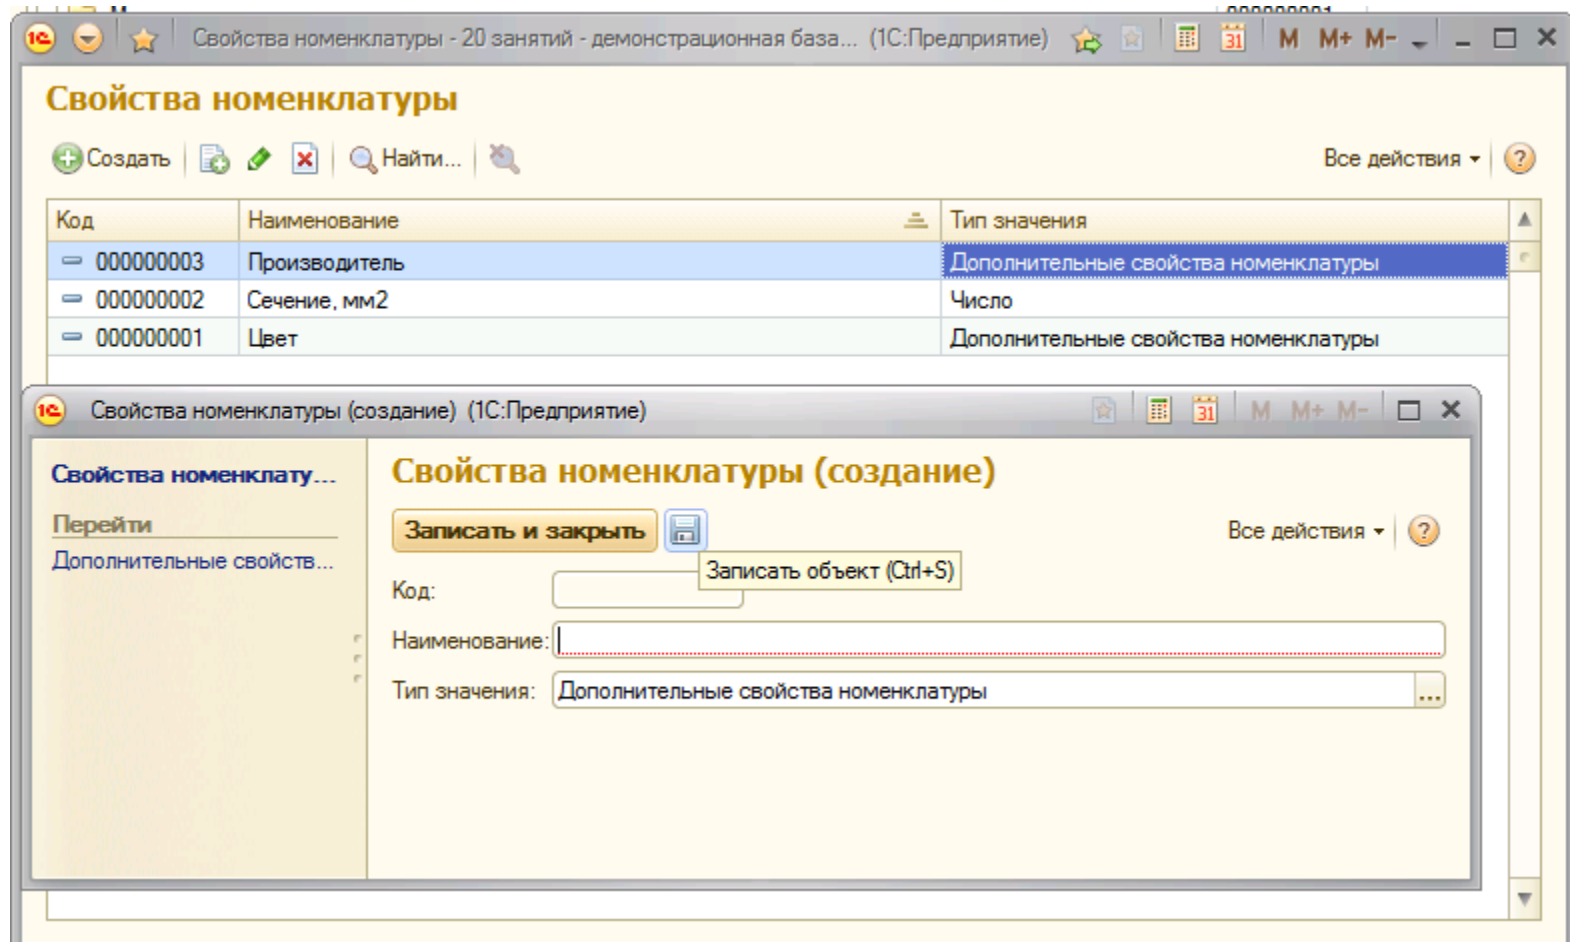 Свойства номенклатуры - 20 занятий - демонстрационная база... (1С:Предприятие) 31 M M+ M-
Свойства номенклатуры
Создать Найти... Все действия ?
Код Наименование Тип значения
000000003 Производитель Дополнительные свойства номенклатуры
000000002 Сечение, мм2 Число
000000001 Цвет Дополнительные свойства номенклатуры
Свойства номенклатуры (создание) (1С:Предприятие) 31 M M+ M-
Свойства номенклату...
Перейти
Дополнительные свойств...
Свойства номенклатуры (создание)
Записать и закрыть Все действия ?
Записать объект (Ctrl+S)
Код:
Наименование:
Тип значения: Дополнительные свойства номенклатуры ...